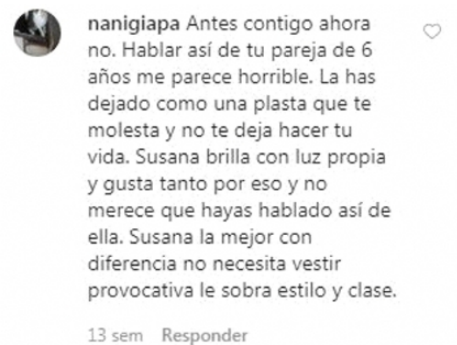 nanigiapa Antes contigo ahora
no. Hablar así de tu pareja de 6
años me parece horrible. La has
dejado como una plasta que te
molesta y no te deja hacer tu
vida. Susana brilla con luz propia
y gusta tanto por eso y no
merece que hayas hablado así de
ella. Susana la mejor con
diferencia no necesita vestir
provocativa le sobra estilo y clase.
13 sem Responder